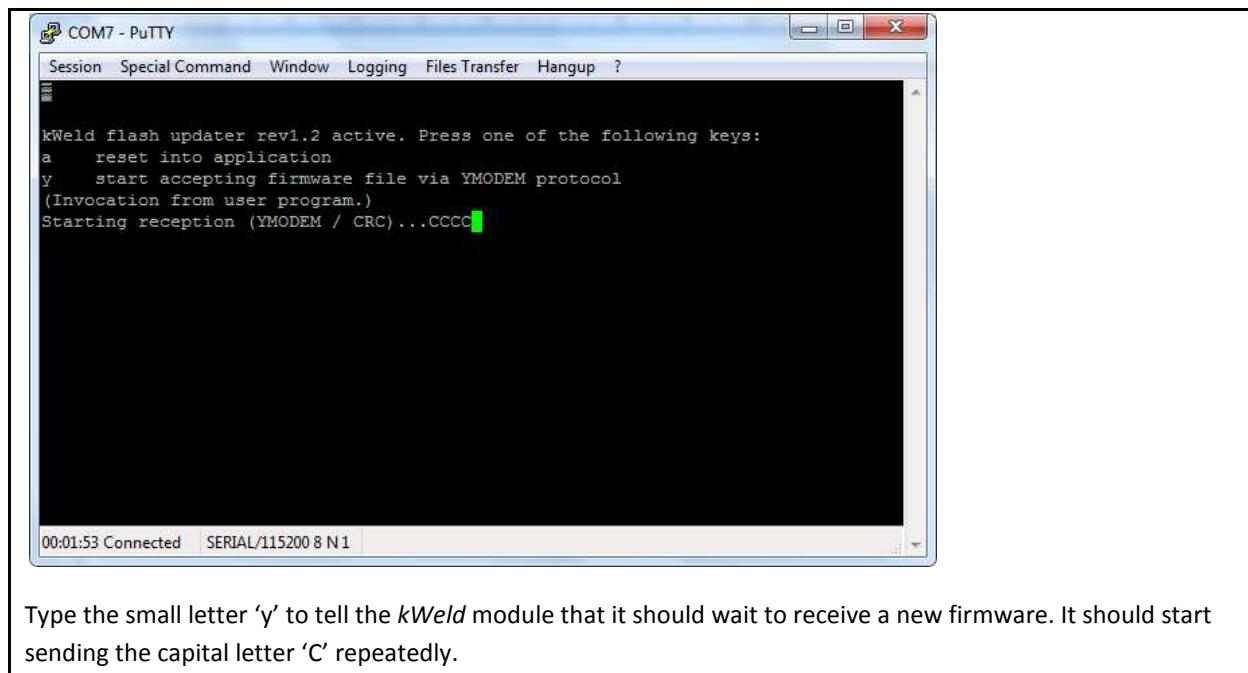 COM7 - PuTTY
Session Special Command Window Logging Files Transfer Hangup ?
kWeld flash updater rev1.2 active. Press one of the following keys:
a reset into application
y start accepting firmware file via YMODEM protocol
(Invocation from user program.)
Starting reception (YMODEM / CRC)...CCCC
00:01:53 Connected SERIAL/115200 8 N 1
Type the small letter ‘y’ to tell the kWeld module that it should wait to receive a new firmware. It should start
sending the capital letter ‘C’ repeatedly.